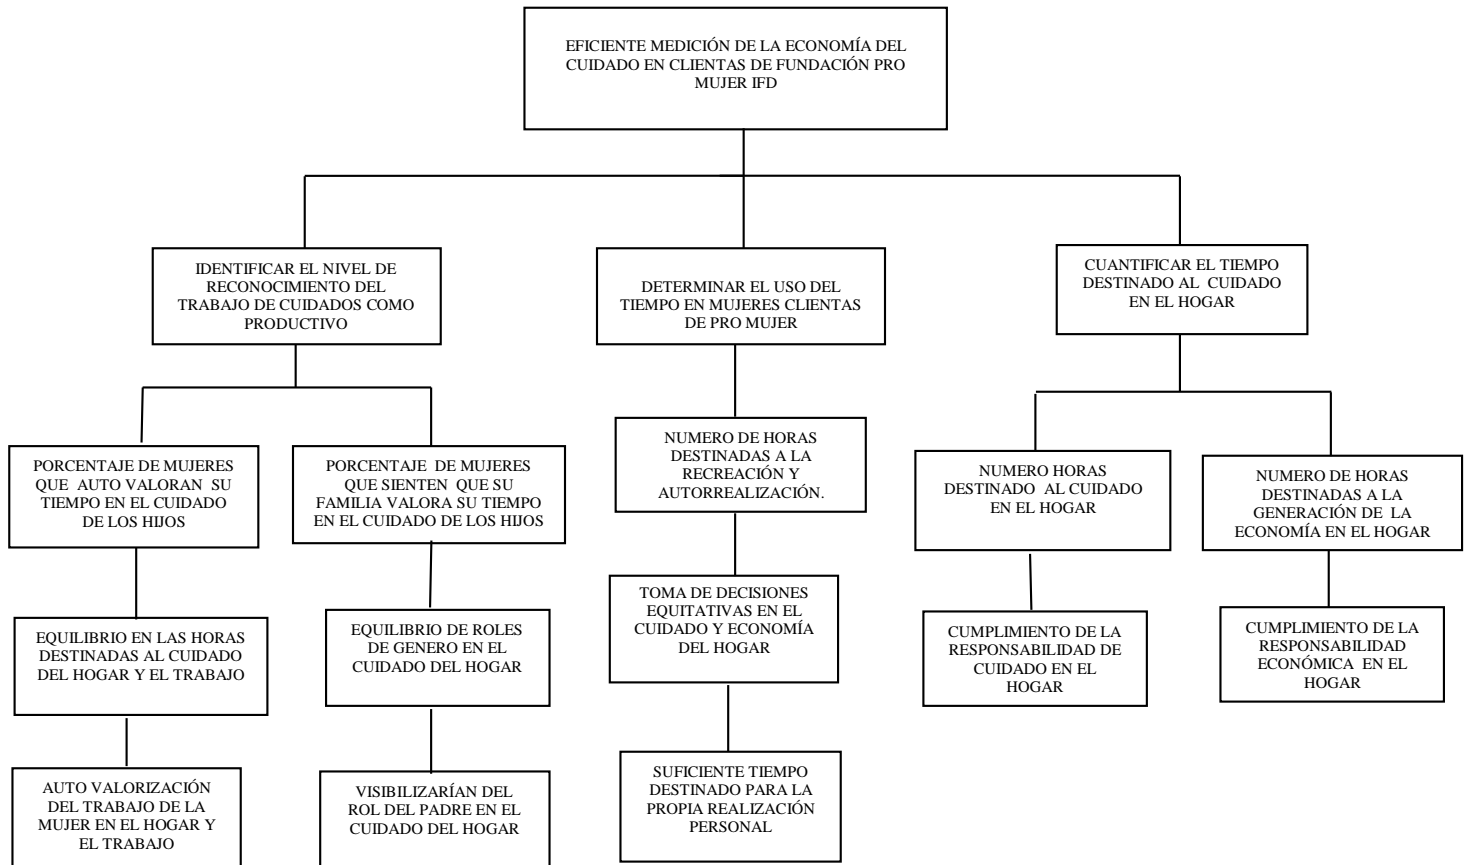 EFICIENTE MEDICIÓN DE LA ECONOMÍA DEL
CUIDADO EN CLIENTAS DE FUNDACIÓN PRO
MUJER IFD
IDENTIFICAR EL NIVEL DE
RECONOCIMIENTO DEL
TRABAJO DE CUIDADOS COMO
PRODUCTIVO
DETERMINAR EL USO DEL
TIEMPO EN MUJERES CLIENTAS
DE PRO MUJER
CUANTIFICAR EL TIEMPO
DESTINADO AL CUIDADO
EN EL HOGAR
PORCENTAJE DE MUJERES
QUE AUTO VALORAN SU
TIEMPO EN EL CUIDADO
DE LOS HIJOS
PORCENTAJE DE MUJERES
QUE SIENTEN QUE SU
FAMILIA VALORA SU TIEMPO
EN EL CUIDADO DE LOS HIJOS
NUMERO DE HORAS
DESTINADAS A LA
RECREACIÓN Y
AUTORREALIZACIÓN.
NUMERO HORAS
DESTINADO AL CUIDADO
EN EL HOGAR
NUMERO DE HORAS
DESTINADAS A LA
GENERACIÓN DE LA
ECONOMÍA EN EL HOGAR
EQUILIBRIO EN LAS HORAS
DESTINADAS AL CUIDADO
DEL HOGAR Y EL TRABAJO
EQUILIBRIO DE ROLES
DE GENERO EN EL
CUIDADO DEL HOGAR
TOMA DE DECISIONES
EQUITATIVAS EN EL
CUIDADO Y ECONOMÍA
DEL HOGAR
CUMPLIMIENTO DE LA
RESPONSABILIDAD DE
CUIDADO EN EL
HOGAR
CUMPLIMIENTO DE LA
RESPONSABILIDAD
ECONÓMICA EN EL
HOGAR
AUTO VALORIZACIÓN
DEL TRABAJO DE LA
MUJER EN EL HOGAR Y
EL TRABAJO
VISIBILIZARÍAN DEL
ROL DEL PADRE EN EL
CUIDADO DEL HOGAR
SUFICIENTE TIEMPO
DESTINADO PARA LA
PROPIA REALIZACIÓN
PERSONAL